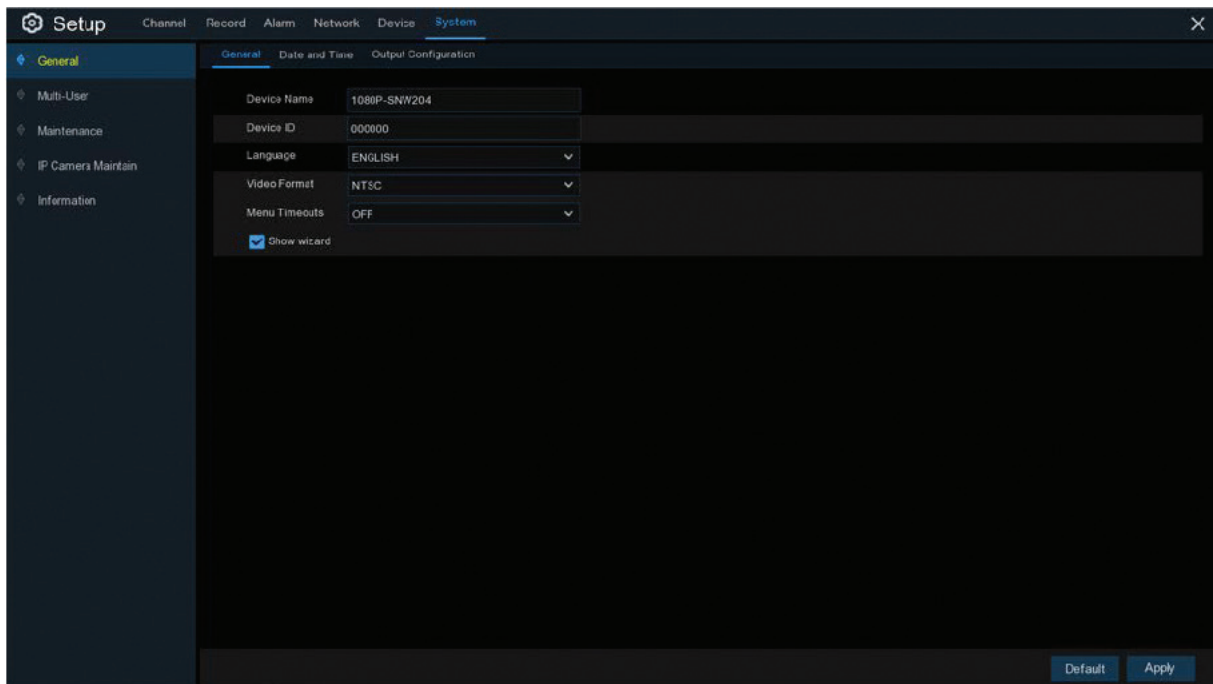 Setup Channel Record Alarm Network Device System
General
Multi-User
Maintenance
IP Camera Maintain
Information
General Date and Time Output Configuration
Device Name 1080P-SNW204
Device ID 000000
Language ENGLISH
Video Format NTSC
Menu Timeouts OFF
Show wizard
Default Apply